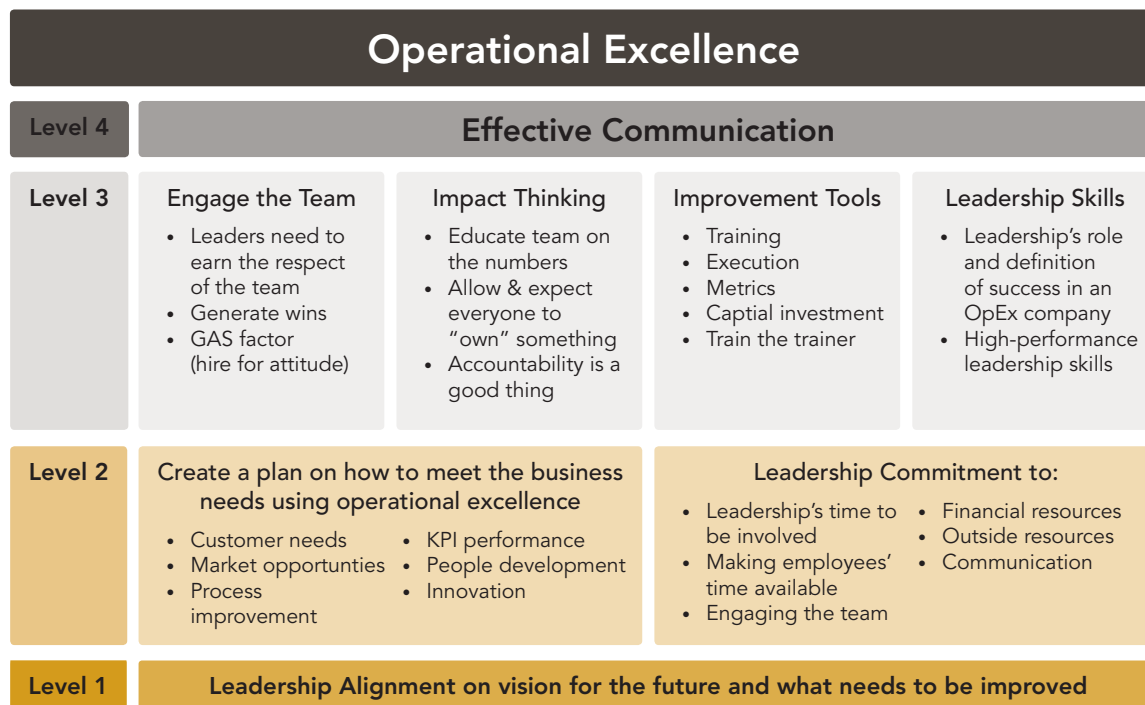 Operational Excellence
Level 4
Effective Communication
Level 3
Engage the Team
• Leaders need to
earn the respect
of the team
• Generate wins
• GAS factor
(hire for attitude)
Impact Thinking
• Educate team on
the numbers
• Allow & expect
everyone to
“own” something
• Accountability is a
good thing
Improvement Tools
• Training
• Execution
• Metrics
• Captial investment
• Train the trainer
Leadership Skills
• Leadership’s role
and definition
of success in an
OpEx company
• High-performance
leadership skills
Level 2
Create a plan on how to meet the business
needs using operational excellence
• Customer needs
• Market opportunties
• Process
improvement
• KPI performance
• People development
• Innovation
Leadership Commitment to:
• Leadership’s time to
be involved
• Making employees’
time available
• Engaging the team
• Financial resources
• Outside resources
• Communication
Level 1
Leadership Alignment on vision for the future and what needs to be improved